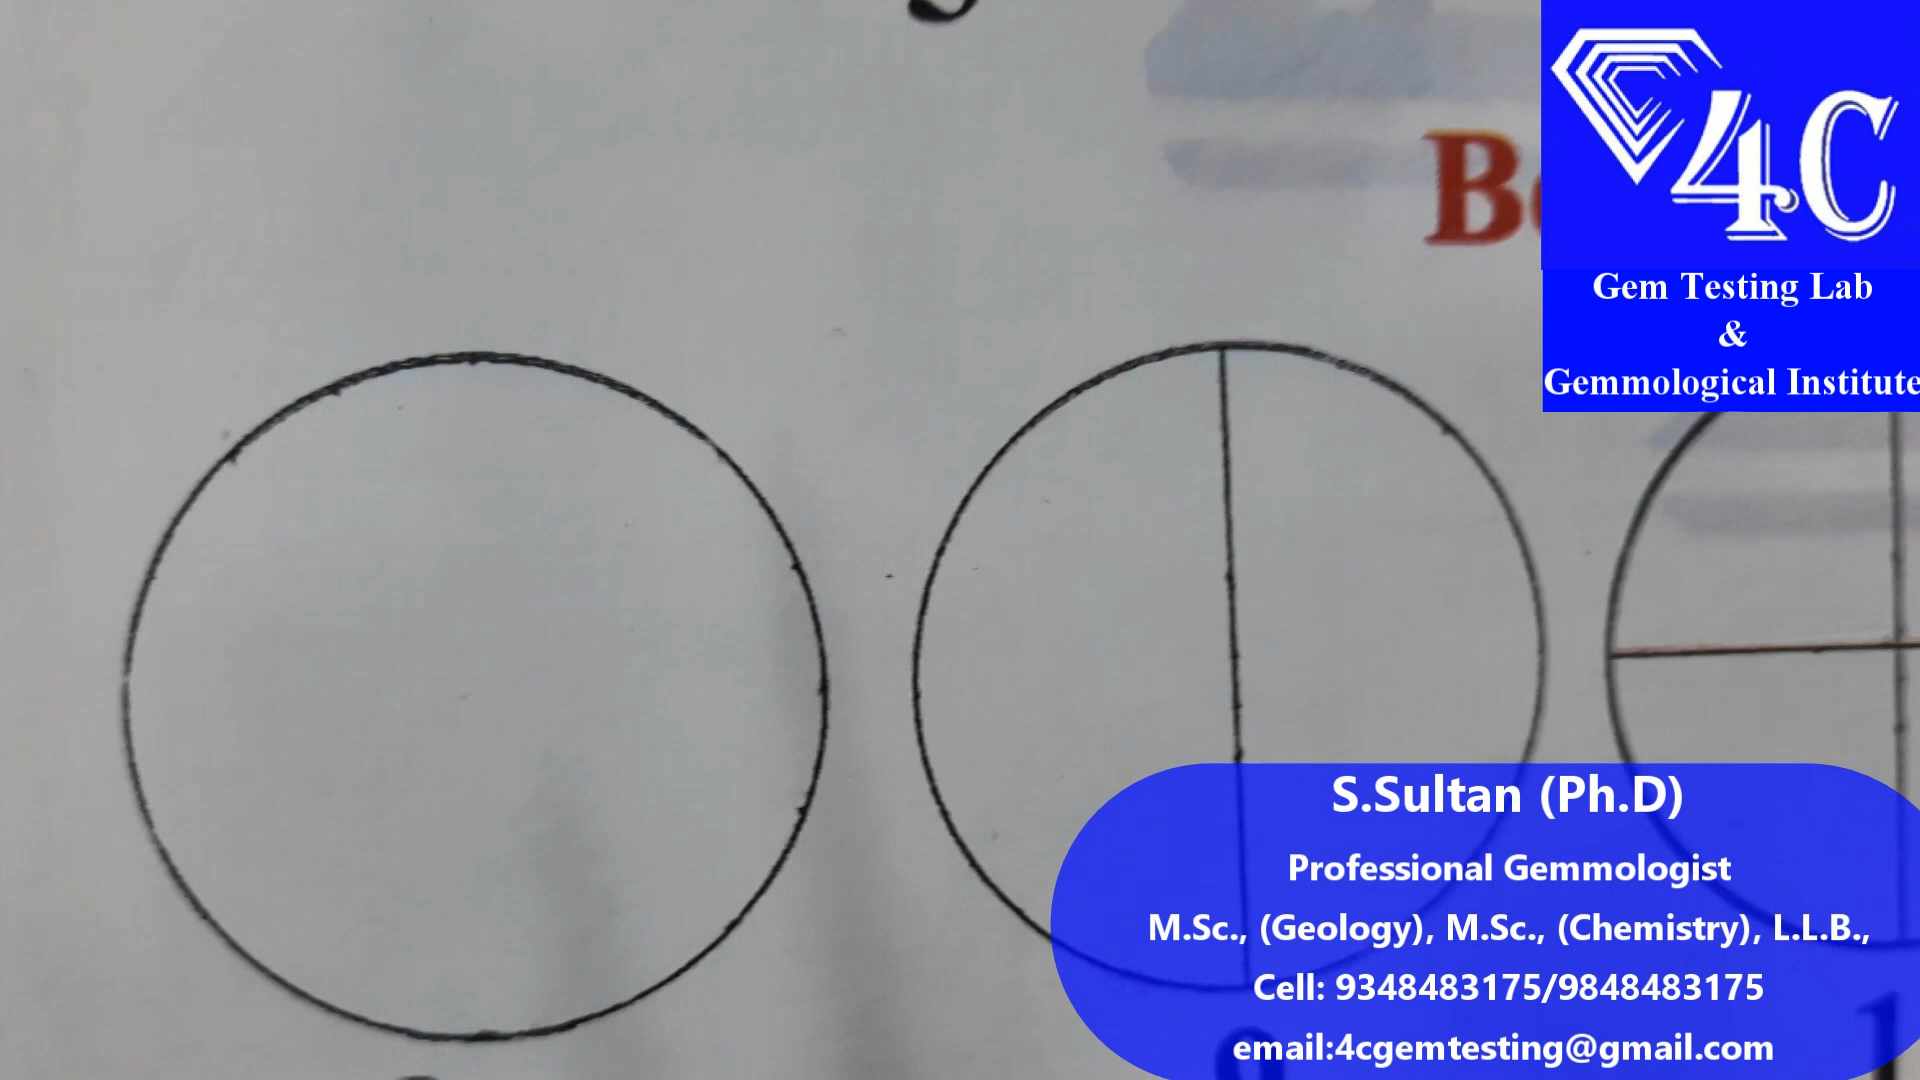 4C
Gem Testing Lab
&
Gemmological Institute
S.Sultan (Ph.D)
Professional Gemmologist
M.Sc., (Geology), M.Sc., (Chemistry), L.L.B.,
Cell: 9348483175/9848483175
email:4cgemtesting@gmail.com